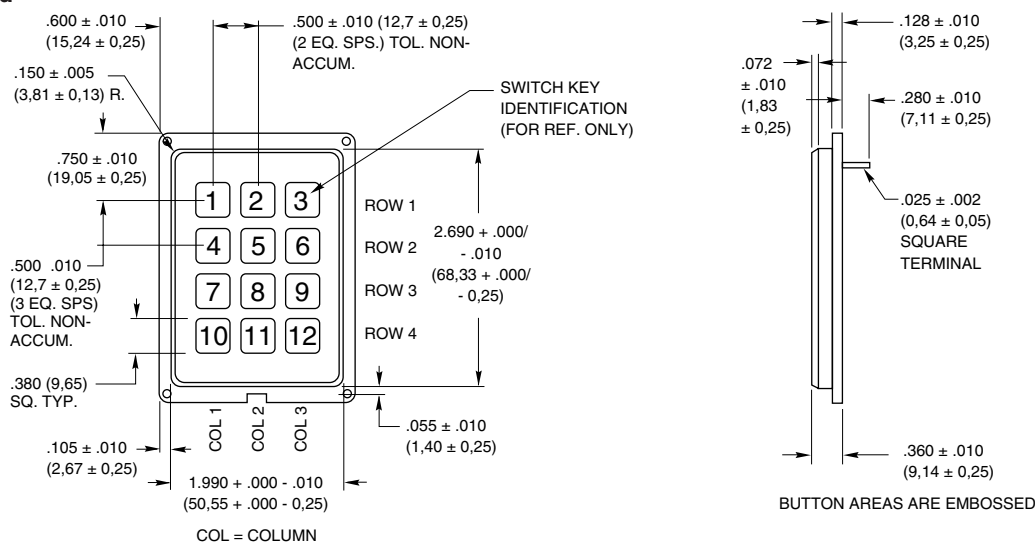 .600 ± .010
(15,24 ± 0,25)
.500 ± .010 (12,7 ± 0,25)
(2 EQ. SPS.) TOL. NON-
ACCUM.
.150 ± .005
(3,81 ± 0,13) R.
SWITCH KEY
IDENTIFICATION
(FOR REF. ONLY)
.750 ± .010
(19,05 ± 0,25)
1 2 3
ROW 1
4 5 6
ROW 2
7 8 9
ROW 3
10 11 12
ROW 4
2.690 + .000/
- .010
(68,33 + .000/
- 0,25)
.500 .010
(12,7 ± 0,25)
(3 EQ. SPS)
TOL. NON-
ACCUM.
.380 (9,65)
SQ. TYP.
.105 ± .010
(2,67 ± 0,25)
COL 1
COL 2
COL 3
.055 ± .010
(1,40 ± 0,25)
1.990 + .000 - .010
(50,55 + .000 - 0,25)
COL = COLUMN
.128 ± .010
(3,25 ± 0,25)
.072
± .010
(1,83
± 0,25)
.280 ± .010
(7,11 ± 0,25)
.025 ± .002
(0,64 ± 0,05)
SQUARE
TERMINAL
.360 ± .010
(9,14 ± 0,25)
BUTTON AREAS ARE EMBOSSED